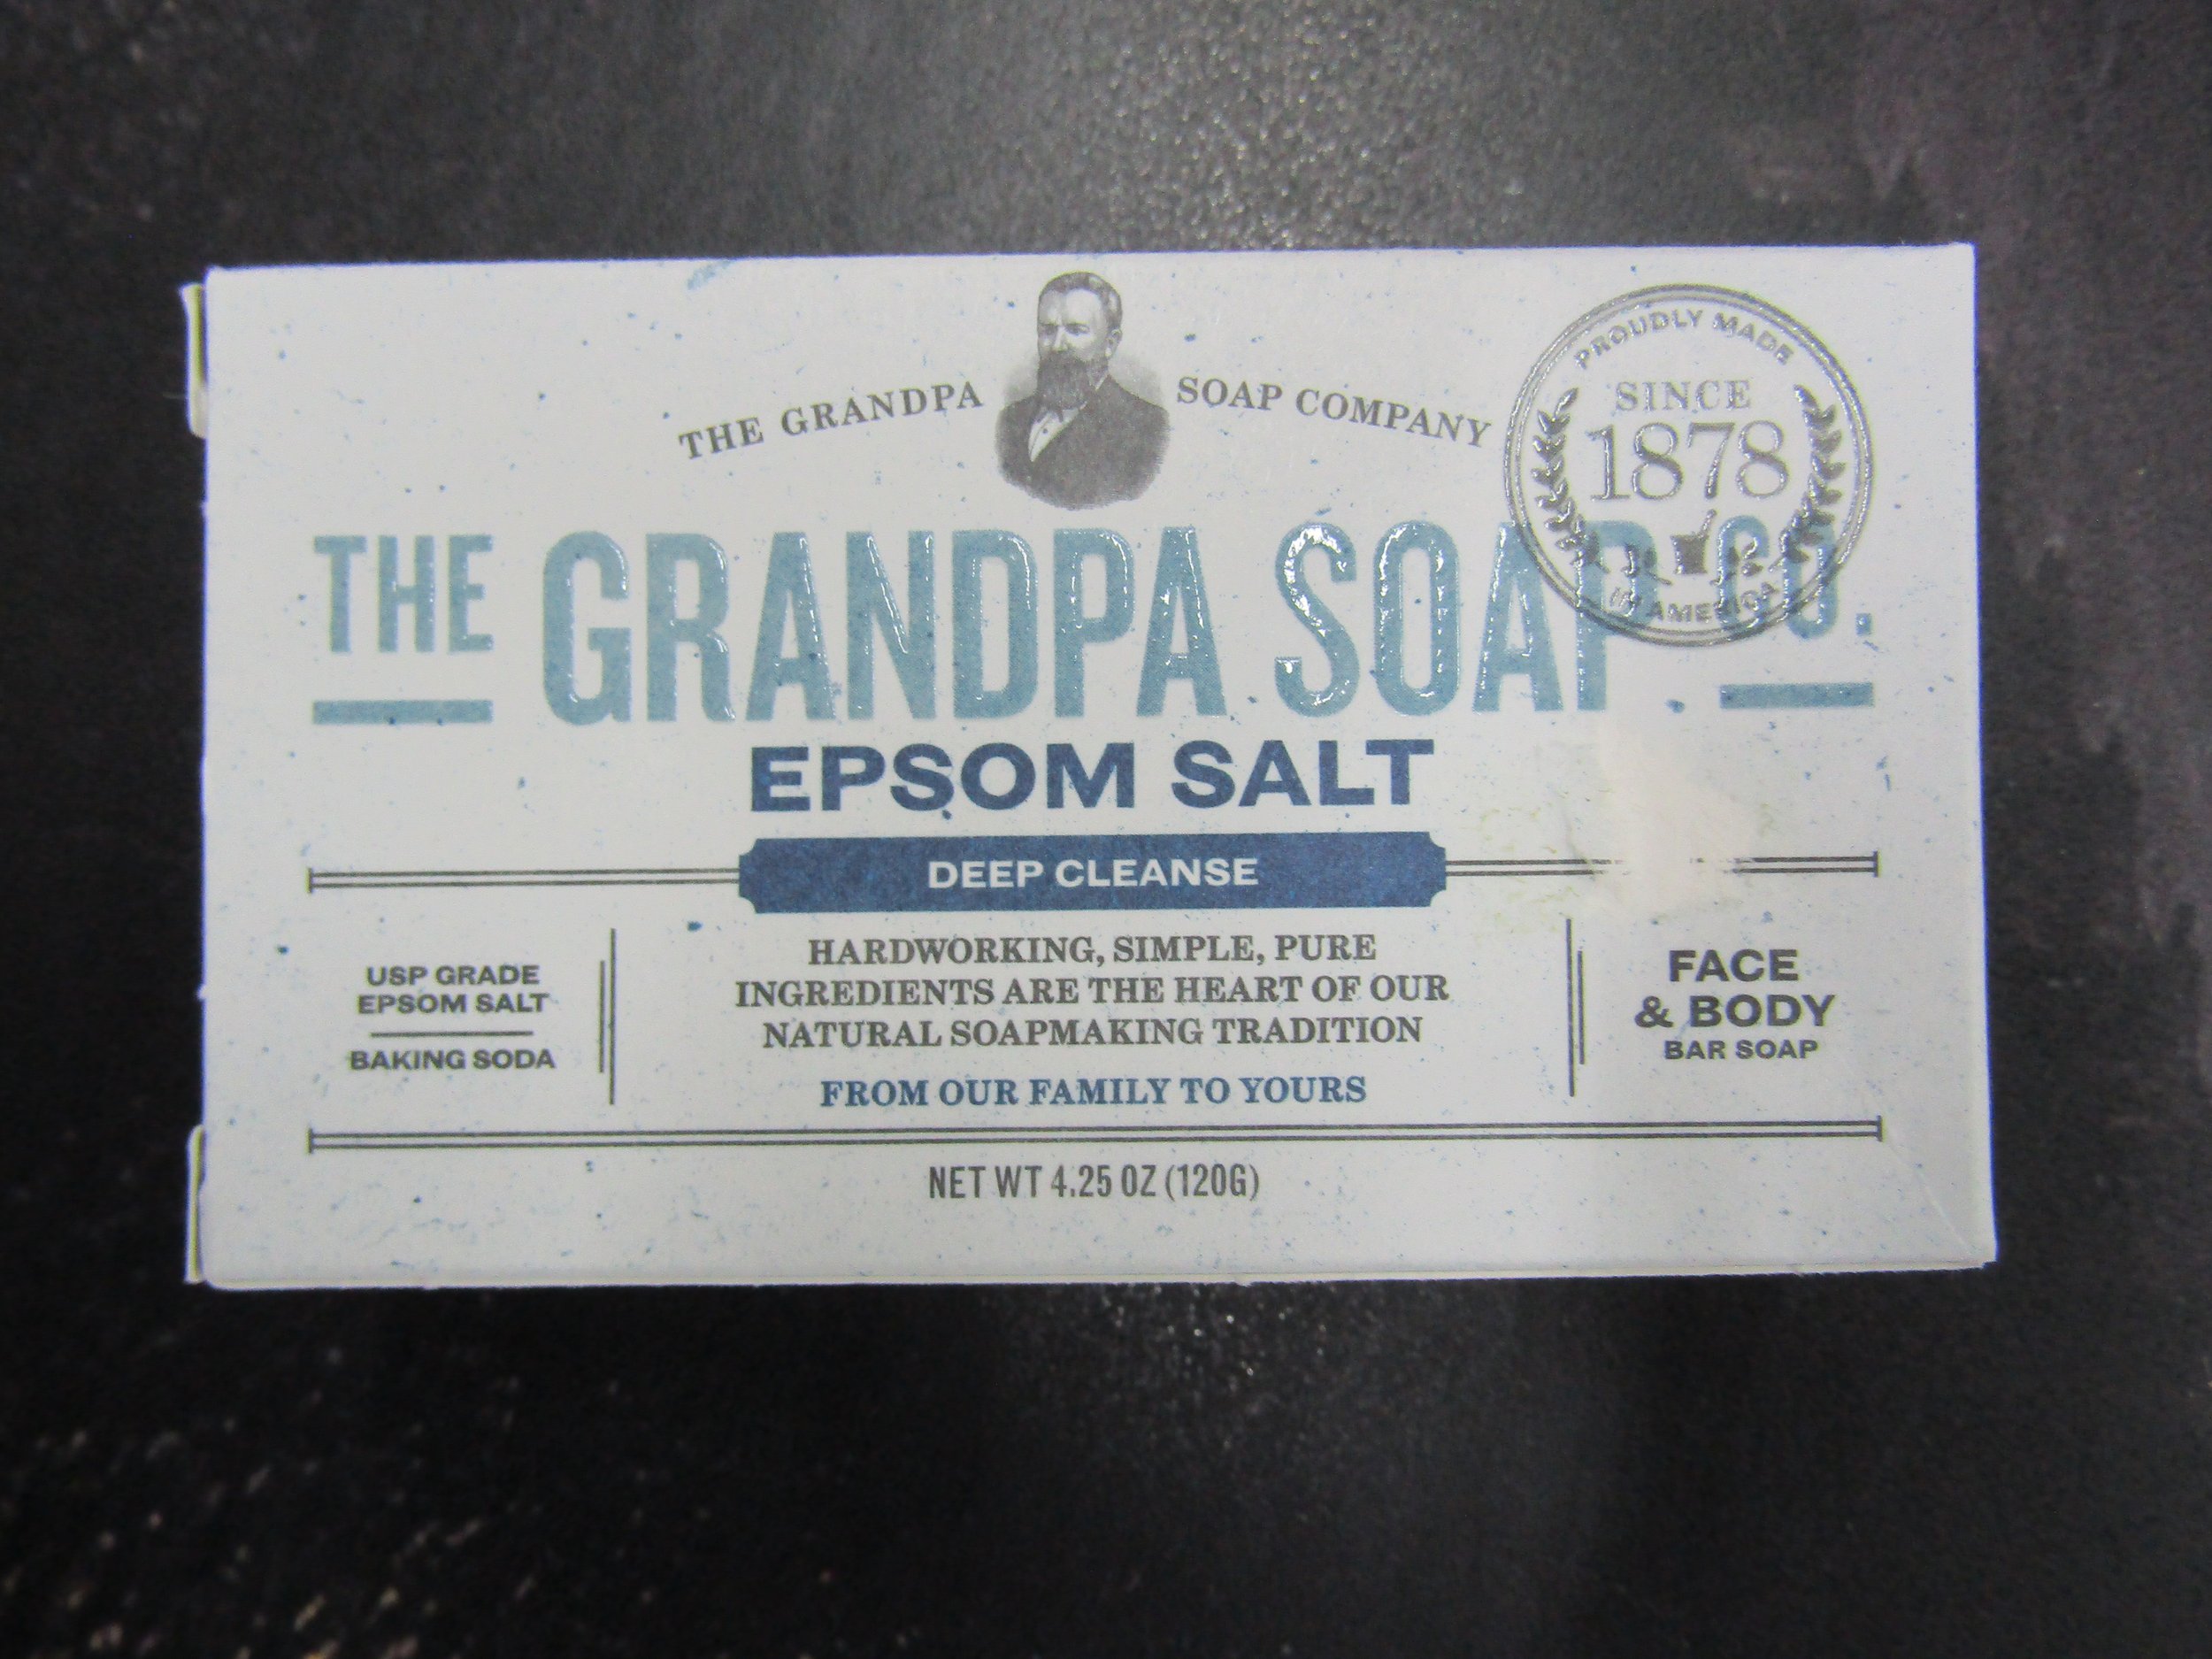 THE GRANDPA SOAP COMPANY
PROUDLY MADE
SINCE
1878
IN AMERICA
THE GRANDPA SOAP CO.
EPSOM SALT
DEEP CLEANSE
USP GRADE
EPSOM SALT
BAKING SODA
HARDWORKING, SIMPLE, PURE
INGREDIENTS ARE THE HEART OF OUR
NATURAL SOAPMAKING TRADITION
FROM OUR FAMILY TO YOURS
FACE
& BODY
BAR SOAP
NET WT 4.25 OZ (120G)